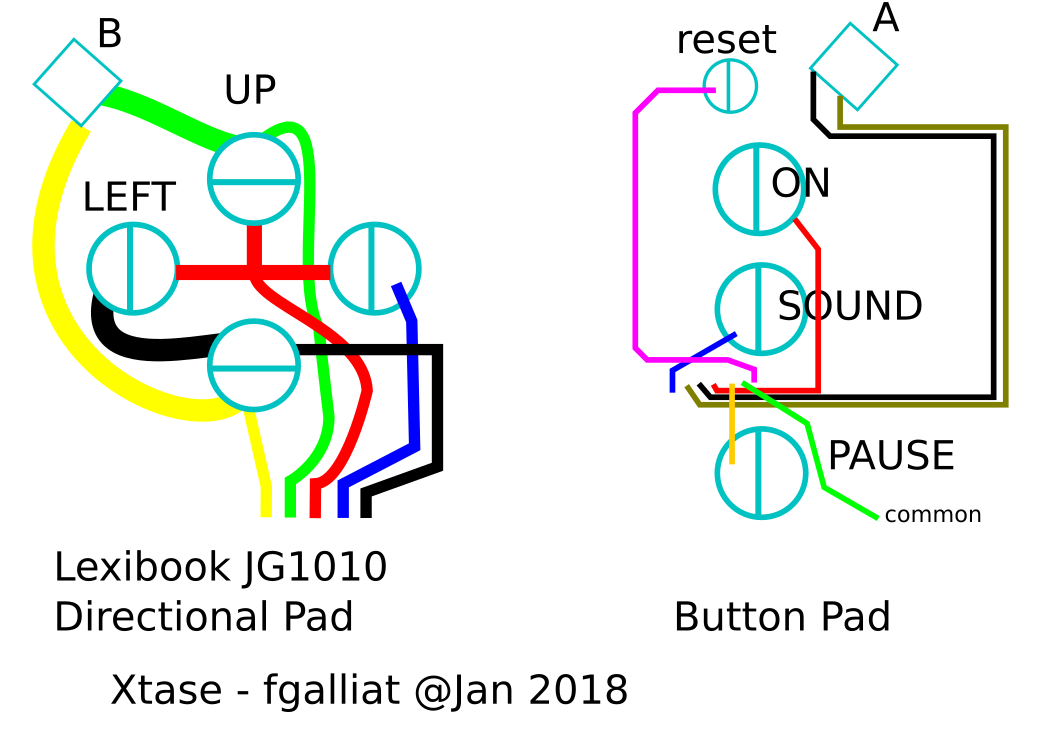 B
UP
LEFT
reset
A
ON
SOUND
PAUSE
common
Lexibook JG1010
Directional Pad
Button Pad
Xtase - fgalliat @Jan 2018